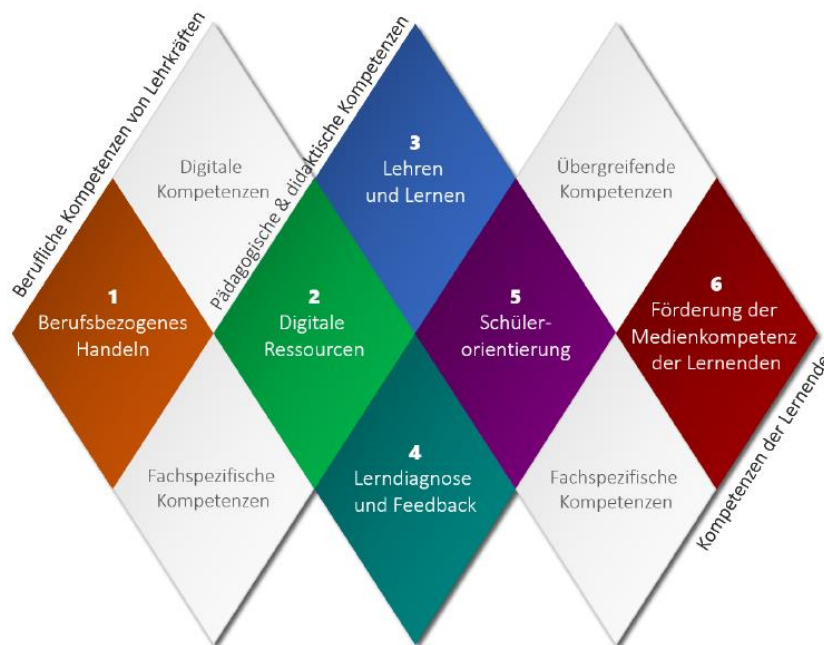 Berufliche Kompetenzen von Lehrkräften
Pädagogische & didaktische Kompetenzen
Digitale
Kompetenzen
3
Lehren
und Lernen
Übergreifende
Kompetenzen
1
Berufsbezogenes
Handeln
2
Digitale
Ressourcen
5
Schüler-
orientierung
6
Förderung der
Medienkompetenz
der Lernenden
Fachspezifische
Kompetenzen
4
Lerndiagnose
und Feedback
Fachspezifische
Kompetenzen
Kompetenzen der Lernende